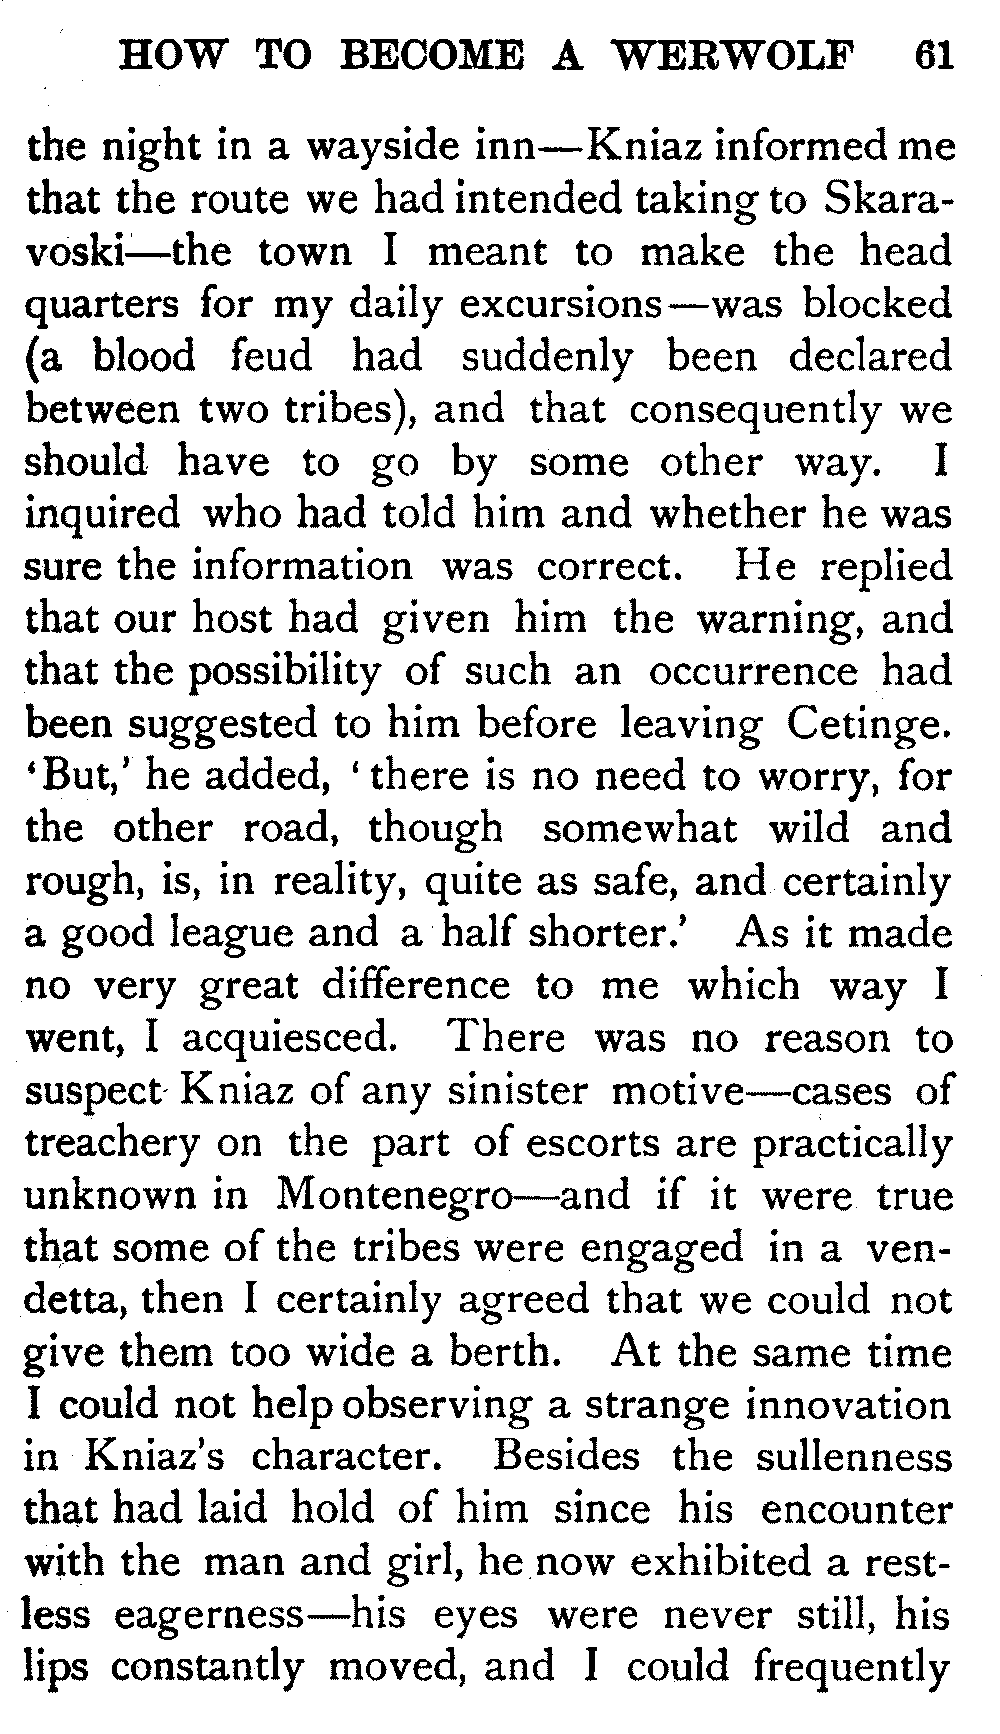 HOW TO BECOME A WERWOLF 61
the night in a wayside inn—Kniaz informed me
that the route we had intended taking to Skara-
voski—the town I meant to make the head
quarters for my daily excursions—was blocked
(a blood feud had suddenly been declared
between two tribes), and that consequently we
should have to go by some other way. I
inquired who had told him and whether he was
sure the information was correct. He replied
that our host had given him the warning, and
that the possibility of such an occurrence had
been suggested to him before leaving Cetinge.
‘But,’ he added, ‘there is no need to worry, for
the other road, though somewhat wild and
rough, is, in reality, quite as safe, and certainly
a good league and a half shorter.’ As it made
no very great difference to me which way I
went, I acquiesced. There was no reason to
suspect Kniaz of any sinister motive—cases of
treachery on the part of escorts are practically
unknown in Montenegro—and if it were true
that some of the tribes were engaged in a ven-
detta, then I certainly agreed that we could not
give them too wide a berth. At the same time
I could not help observing a strange innovation
in Kniaz’s character. Besides the sullenness
that had laid hold of him since his encounter
with the man and girl, he now exhibited a rest-
less eagerness—his eyes were never still, his
lips constantly moved, and I could frequently